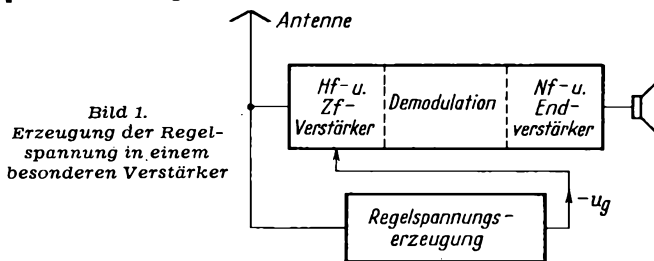 Antenne
Bild 1.
Erzeugung der Regel-
spannung in einem
besonderen Verstärker
Hf- u.
Zf-
Verstärker
Demodulation
Nf- u.
End-
verstärker
-ug
Regelspannungs-
erzeugung